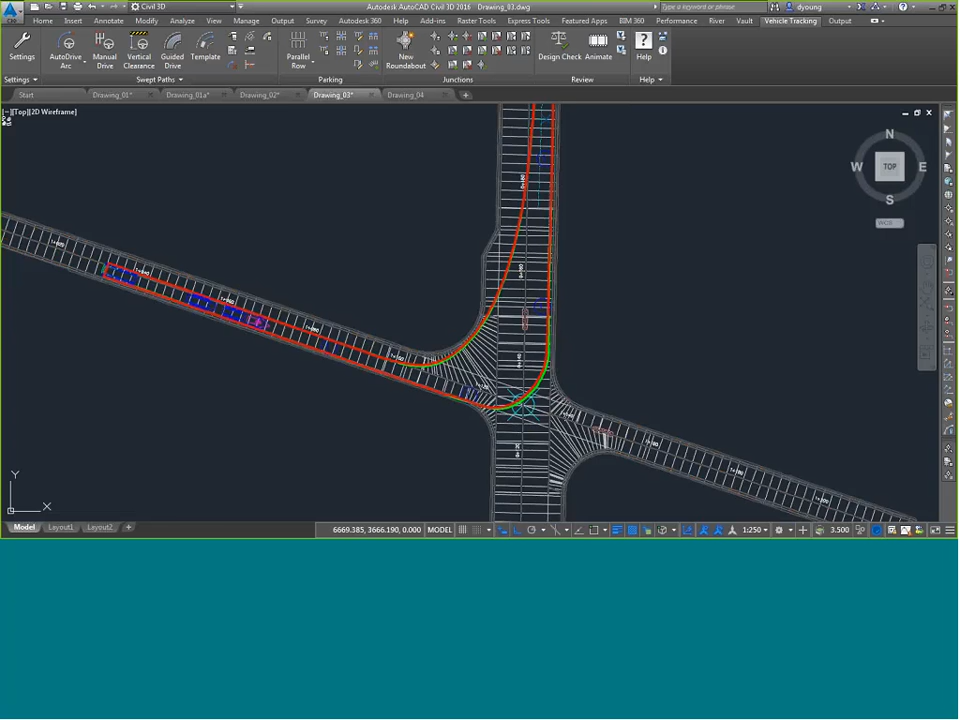 Civil 3D
Autodesk AutoCAD Civil 3D 2016 Drawing_03.dwg
Type a keyword or phrase
dyoung
Home Insert Annotate Modify Analyze View Manage Output Survey Autodesk 360 Help Add-ins Raster Tools Express Tools Featured Apps BIM 360 Performance River Vault Vehicle Tracking Output
Settings
AutoDrive Arc
Manual Drive
Vertical Clearance
Guided Drive
Template
Parallel Row
New Roundabout
Design Check
Animate
Help
Settings Swept Paths Parking Junctions Review Help
Start Drawing_01* Drawing_01a* Drawing_02* Drawing_03* Drawing_04
[-][Top][2D Wireframe]
N
W TOP E
S
WCS
Y
X
Model Layout1 Layout2 +
6669.385, 3666.190, 0.000 MODEL 1:250 3.500